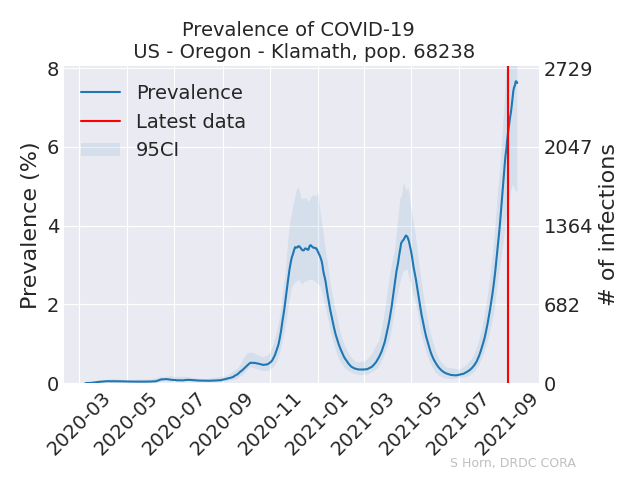 Prevalence of COVID-19
US - Oregon - Klamath, pop. 68238
Prevalence (%)
8
6
4
2
0
Prevalence
Latest data
95CI
2729
2047
1364
682
0
# of infections
2020-03
2020-05
2020-07
2020-09
2020-11
2021-01
2021-03
2021-05
2021-07
2021-09
S Horn, DRDC CORA